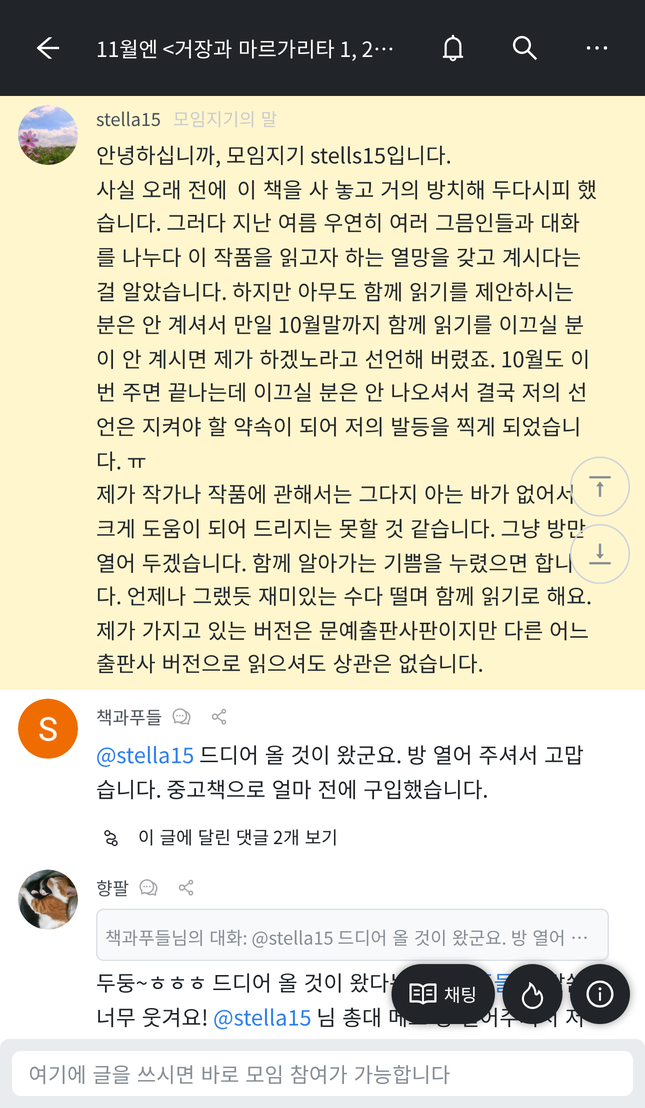 11월엔 <거장과 마르가리타 1, 2…
stella15 모임지기의 말
안녕하십니까, 모임지기 stells15입니다.
사실 오래 전에 이 책을 사 놓고 거의 방치해 두다시피 했
습니다. 그러다 지난 여름 우연히 여러 그믐인들과 대화
를 나누다 이 작품을 읽고자 하는 열망을 갖고 계시다는
걸 알았습니다. 하지만 아무도 함께 읽기를 제안하시는
분은 안 계셔서 만일 10월말까지 함께 읽기를 이끄실 분
이 안 계시면 제가 하겠노라고 선언해 버렸죠. 10월도 이
번 주면 끝나는데 이끄실 분은 안 나오셔서 결국 저의 선
언은 지켜야 할 약속이 되어 저의 발등을 찍게 되었습니
다. ㅠ
제가 작가나 작품에 관해서는 그다지 아는 바가 없어서
크게 도움이 되어 드리지는 못할 것 같습니다. 그냥 방만
열어 두겠습니다. 함께 알아가는 기쁨을 누렸으면 합니
다. 언제나 그랬듯 재미있는 수다 떨며 함께 읽기로 해요.
제가 가지고 있는 버전은 문예출판사판이지만 다른 어느
출판사 버전으로 읽으셔도 상관은 없습니다.
S
책과푸들
@stella15 드디어 올 것이 왔군요. 방 열어 주셔서 고맙
습니다. 중고책으로 얼마 전에 구입했습니다.
이 글에 달린 댓글 2개 보기
향팔
책과푸들님의 대화: @stella15 드디어 올 것이 왔군요. 방 열어 …
두둥~ㅎㅎㅎ 드디어 올 것이 왔다
너무 웃겨요! @stella15 님 총대
채팅
여기에 글을 쓰시면 바로 모임 참여가 가능합니다